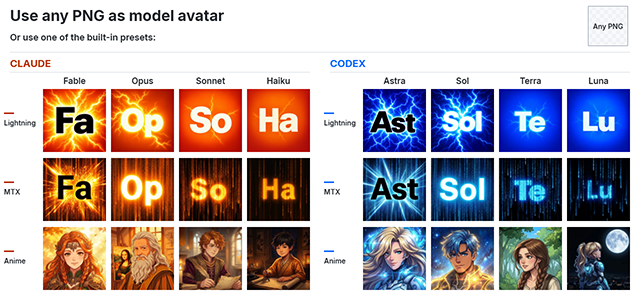 Use any PNG as model avatar
Any PNG
Or use one of the built-in presets:
CLAUDE
CODEX
Fable Opus Sonnet Haiku
Astra Sol Terra Luna
Lightning Fa Op So Ha
Lightning Ast Sol Te Lu
MTX Fa Op So Ha
MTX Ast Sol Te Lu
Anime
Anime